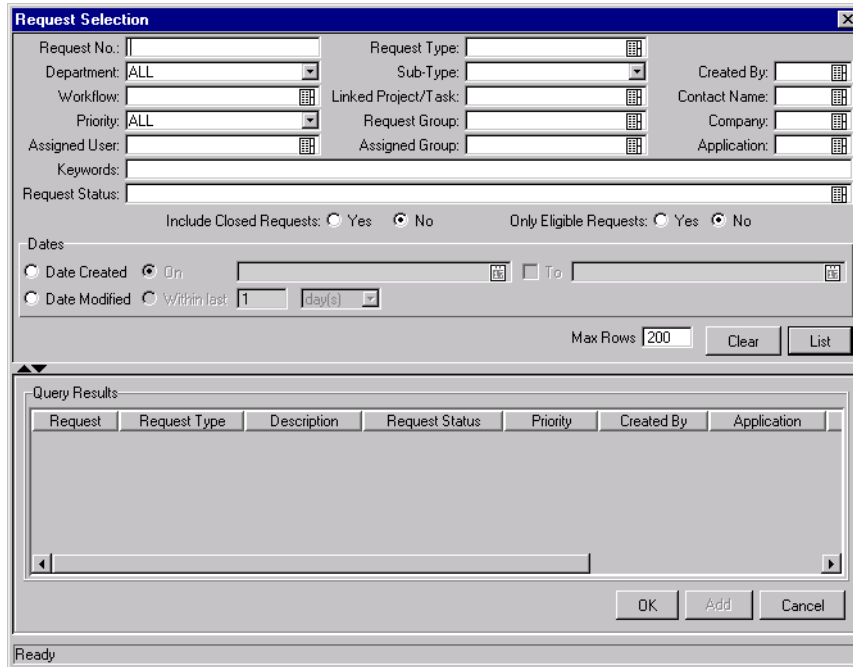 Request Selection
Request No.: Request Type:
Department: ALL Sub-Type: Created By:
Workflow: Linked Project/Task: Contact Name:
Priority: ALL Request Group: Company:
Assigned User: Assigned Group: Application:
Keywords:
Request Status:
Include Closed Requests: Yes No Only Eligible Requests: Yes No
Dates
Date Created On To
Date Modified Within last 1 day(s)
Max Rows 200 Clear List
Query Results
Request Request Type Description Request Status Priority Created By Application
OK Add Cancel
Ready